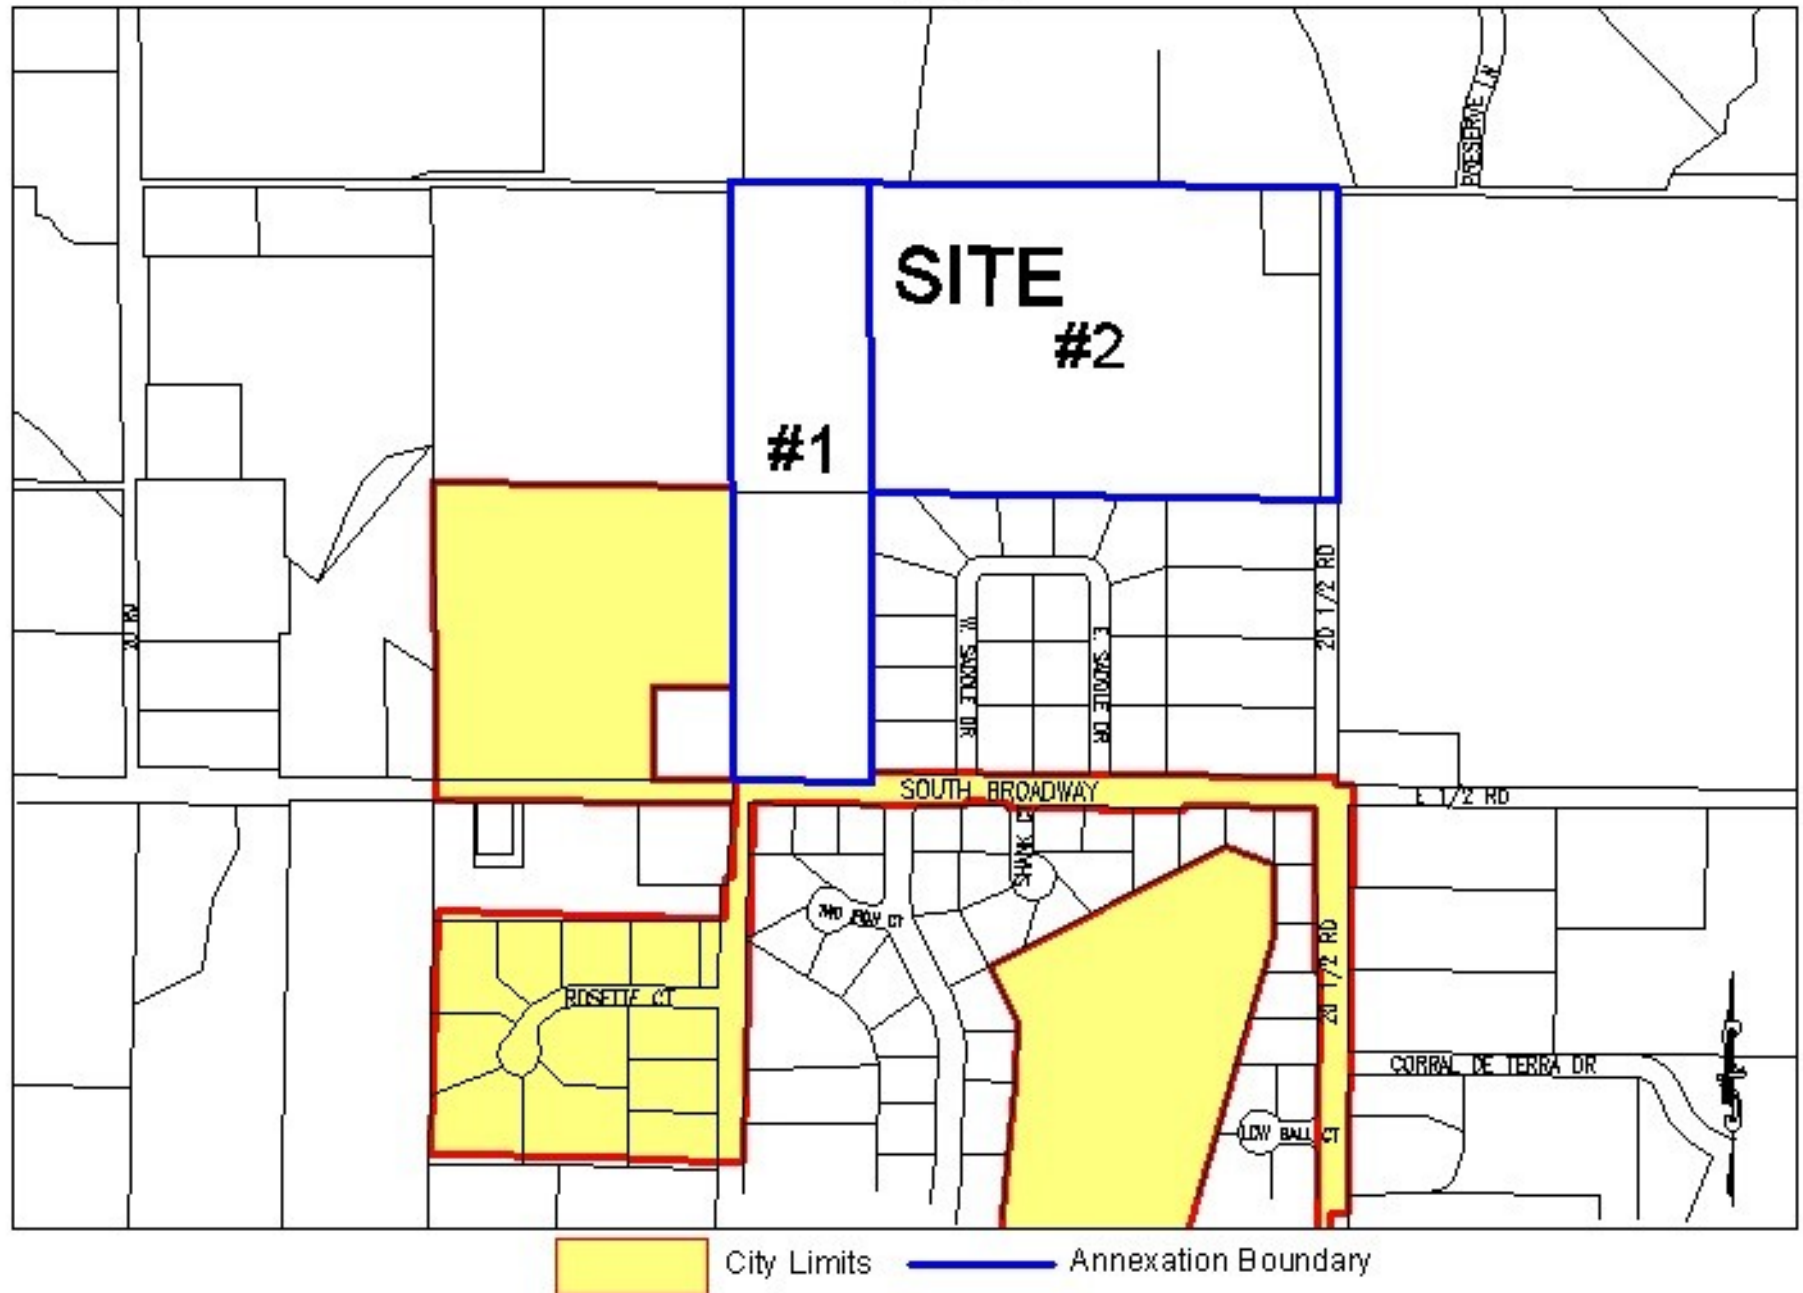 PRESERVE LN
SITE
#2
#1
20 RD
20 1/2 RD
W. SADDLE DR
E. SADDLE DR
SOUTH BROADWAY
E 1/2 RD
SHANK CT
TWO IRON CT
20 1/2 RD
ROSETTE CT
CORRAL DE TERRA DR
LOW BALL CT
City Limits
Annexation Boundary